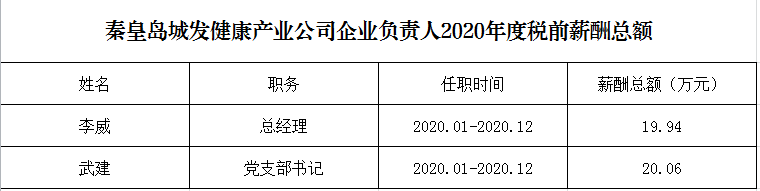 秦皇岛城发健康产业公司企业负责人2020年度税前薪酬总额
姓名 职务 任职时间 薪酬总额（万元）
李威 总经理 2020.01-2020.12 19.94
武建 党支部书记 2020.01-2020.12 20.06